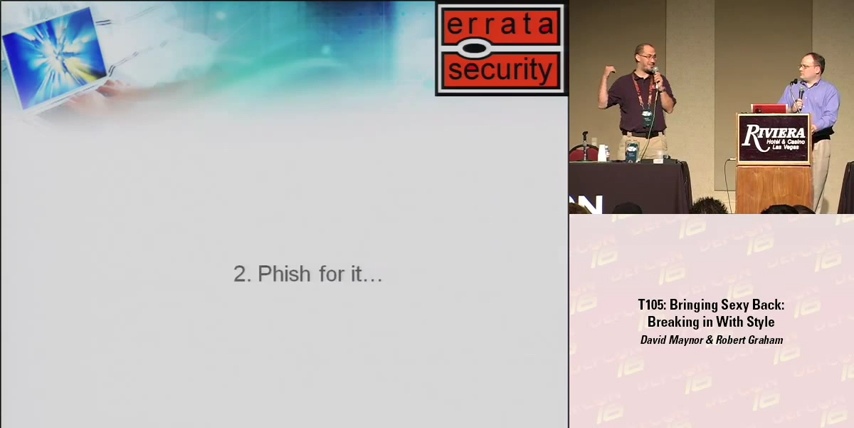 errata
security
2. Phish for it...
RIVIERA
Hotel & Casino
Las Vegas
T105: Bringing Sexy Back:
Breaking in With Style
David Maynor & Robert Graham